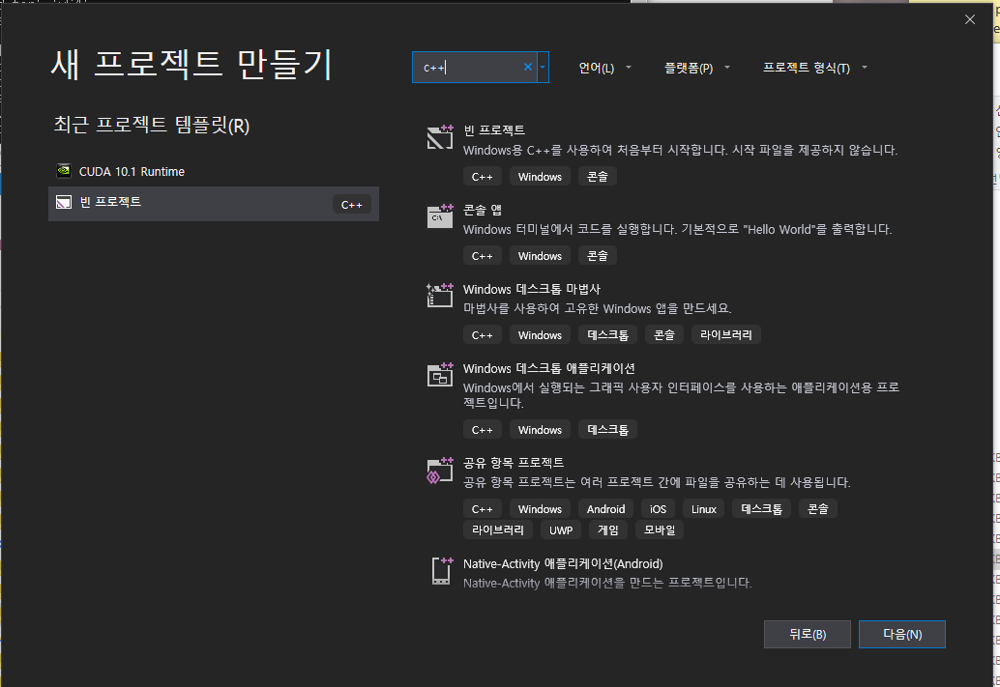 새 프로젝트 만들기
c++
언어(L)
플랫폼(P)
프로젝트 형식(T)
최근 프로젝트 템플릿(R)
CUDA 10.1 Runtime
빈 프로젝트
C++
빈 프로젝트
Windows용 C++를 사용하여 처음부터 시작합니다. 시작 파일을 제공하지 않습니다.
C++ Windows 콘솔
콘솔 앱
Windows 터미널에서 코드를 실행합니다. 기본적으로 "Hello World"를 출력합니다.
C++ Windows 콘솔
Windows 데스크톱 마법사
마법사를 사용하여 고유한 Windows 앱을 만드세요.
C++ Windows 데스크톱 콘솔 라이브러리
Windows 데스크톱 애플리케이션
Windows에서 실행되는 그래픽 사용자 인터페이스를 사용하는 애플리케이션용 프로
젝트입니다.
C++ Windows 데스크톱
공유 항목 프로젝트
공유 항목 프로젝트는 여러 프로젝트 간에 파일을 공유하는 데 사용됩니다.
C++ Windows Android iOS Linux 데스크톱 콘솔
라이브러리 UWP 게임 모바일
Native-Activity 애플리케이션(Android)
Native-Activity 애플리케이션을 만드는 프로젝트입니다.
뒤로(B)
다음(N)